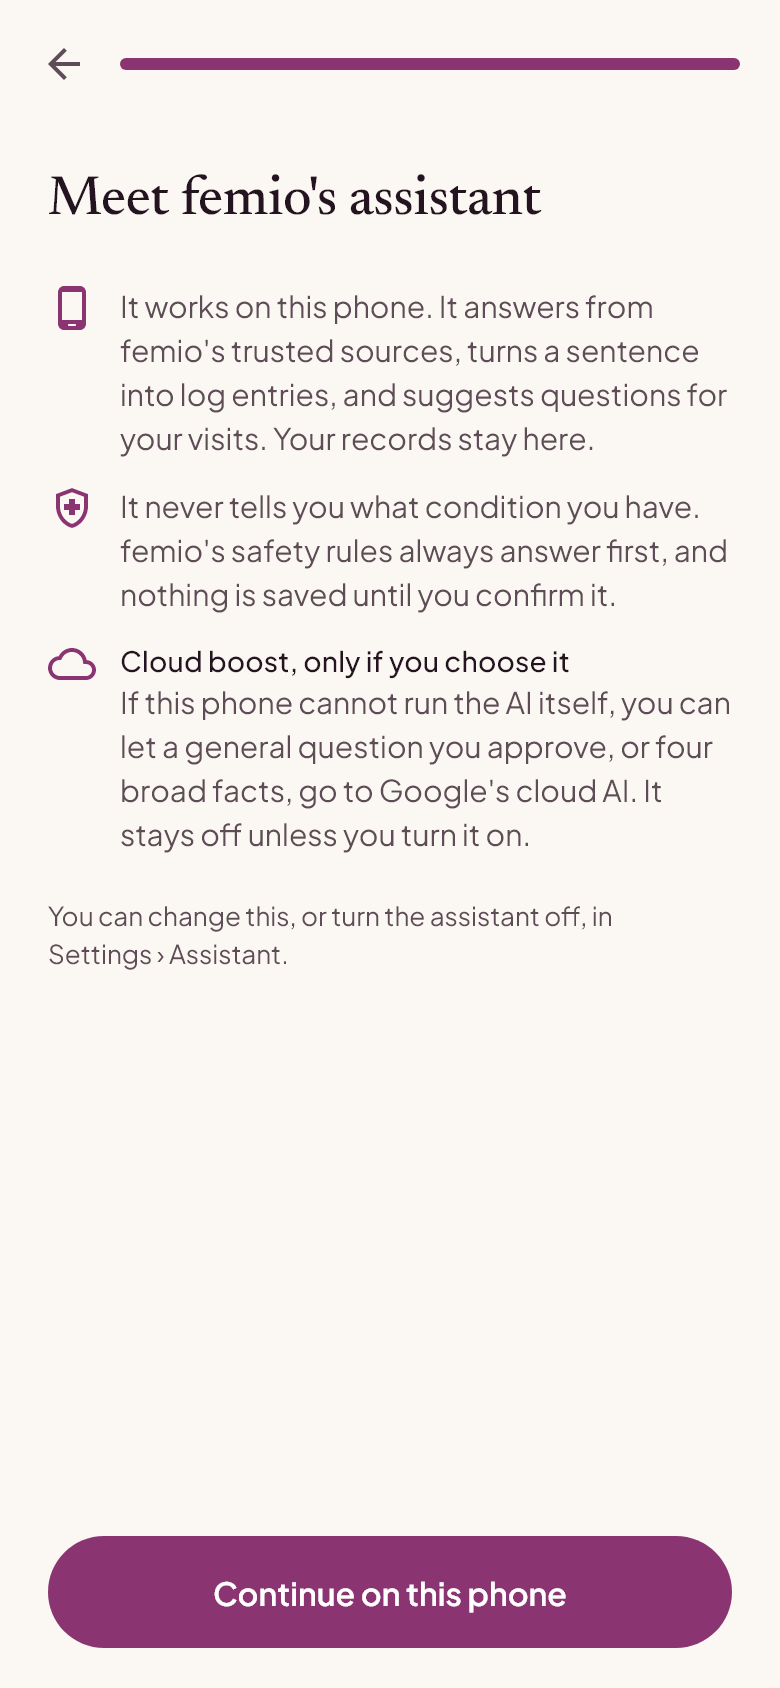 Meet femio's assistant
It works on this phone. It answers from
femio's trusted sources, turns a sentence
into log entries, and suggests questions for
your visits. Your records stay here.
It never tells you what condition you have.
femio's safety rules always answer first, and
nothing is saved until you confirm it.
Cloud boost, only if you choose it
If this phone cannot run the AI itself, you can
let a general question you approve, or four
broad facts, go to Google's cloud AI. It
stays off unless you turn it on.
You can change this, or turn the assistant off, in
Settings › Assistant.
Continue on this phone